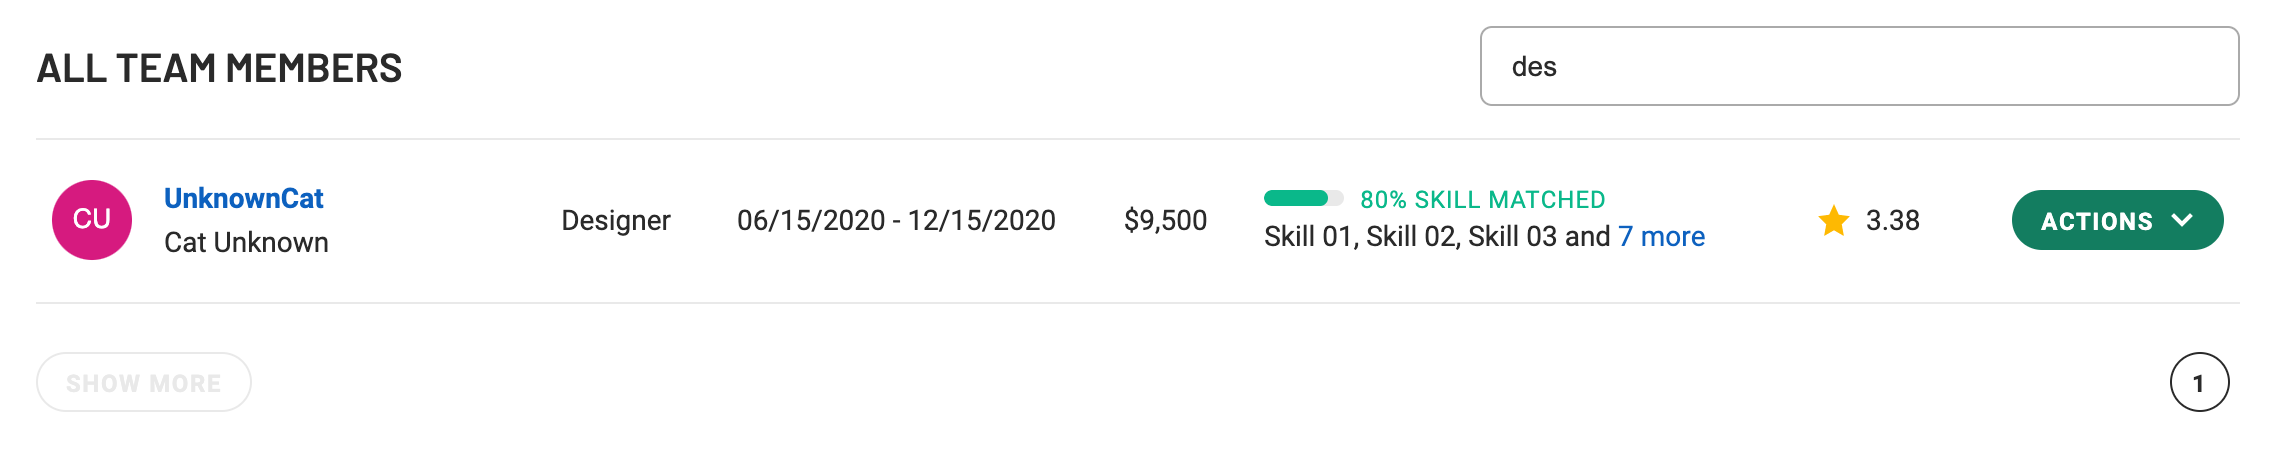 ALL TEAM MEMBERS
des
CU
UnknownCat
Cat Unknown
Designer
06/15/2020 - 12/15/2020
$9,500
80% SKILL MATCHED
Skill 01, Skill 02, Skill 03 and 7 more
3.38
ACTIONS
SHOW MORE
1